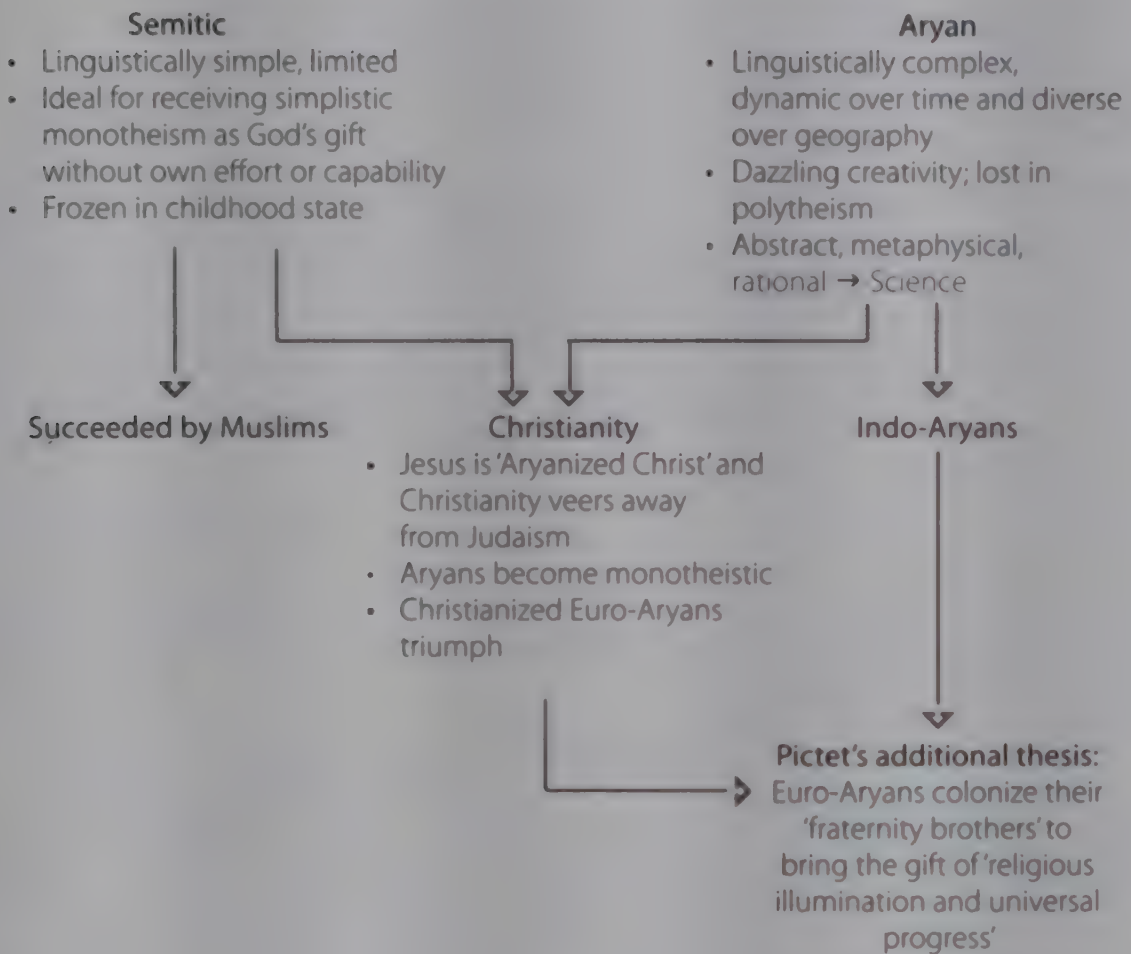 Semitic
• Linguistically simple, limited
• Ideal for receiving simplistic
monotheism as God's gift
without own effort or capability
• Frozen in childhood state
Aryan
• Linguistically complex,
dynamic over time and diverse
over geography
• Dazzling creativity; lost in
polytheism
• Abstract, metaphysical,
rational → Science
Succeeded by Muslims
Christianity
• Jesus is 'Aryanized Christ' and
Christianity veers away
from Judaism
• Aryans become monotheistic
• Christianized Euro-Aryans
triumph
Indo-Aryans
Pictet's additional thesis:
Euro-Aryans colonize their
'fraternity brothers' to
bring the gift of 'religious
illumination and universal
progress'